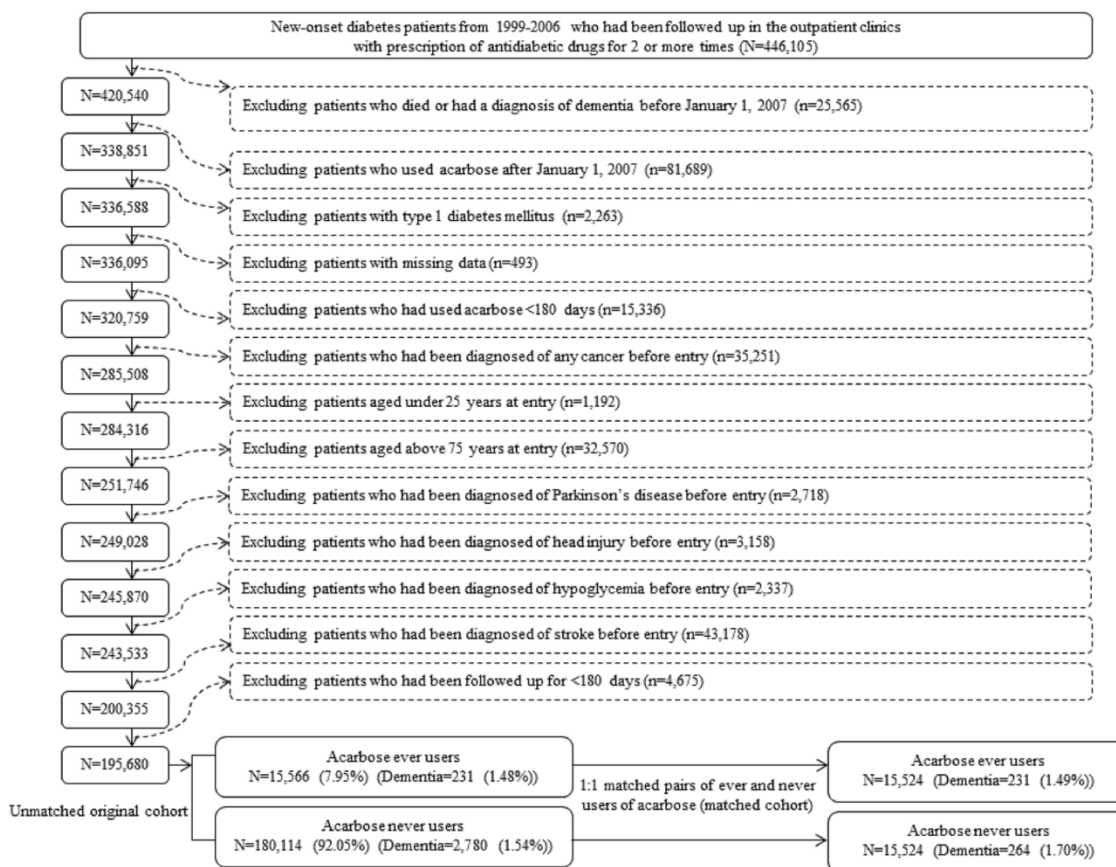 New-onset diabetes patients from 1999-2006 who had been followed up in the outpatient clinics
with prescription of antidiabetic drugs for 2 or more times (N=446,105)
N=420,540
Excluding patients who died or had a diagnosis of dementia before January 1, 2007 (n=25,565)
N=338,851
Excluding patients who used acarbose after January 1, 2007 (n=81,689)
N=336,588
Excluding patients with type 1 diabetes mellitus (n=2,263)
N=336,095
Excluding patients with missing data (n=493)
N=320,759
Excluding patients who had used acarbose <180 days (n=15,336)
N=285,508
Excluding patients who had been diagnosed of any cancer before entry (n=35,251)
N=284,316
Excluding patients aged under 25 years at entry (n=1,192)
N=251,746
Excluding patients aged above 75 years at entry (n=32,570)
N=249,028
Excluding patients who had been diagnosed of Parkinson's disease before entry (n=2,718)
N=245,870
Excluding patients who had been diagnosed of head injury before entry (n=3,158)
N=243,533
Excluding patients who had been diagnosed of hypoglycemia before entry (n=2,337)
N=200,355
Excluding patients who had been diagnosed of stroke before entry (n=43,178)
N=195,680
Excluding patients who had been followed up for <180 days (n=4,675)
Unmatched original cohort
Acarbose ever users
N=15,566 (7.95%) (Dementia=231 (1.48%))
Acarbose never users
N=180,114 (92.05%) (Dementia=2,780 (1.54%))
1:1 matched pairs of ever and never
users of acarbose (matched cohort)
Acarbose ever users
N=15,524 (Dementia=231 (1.49%)
Acarbose never users
N=15,524 (Dementia=264 (1.70%)